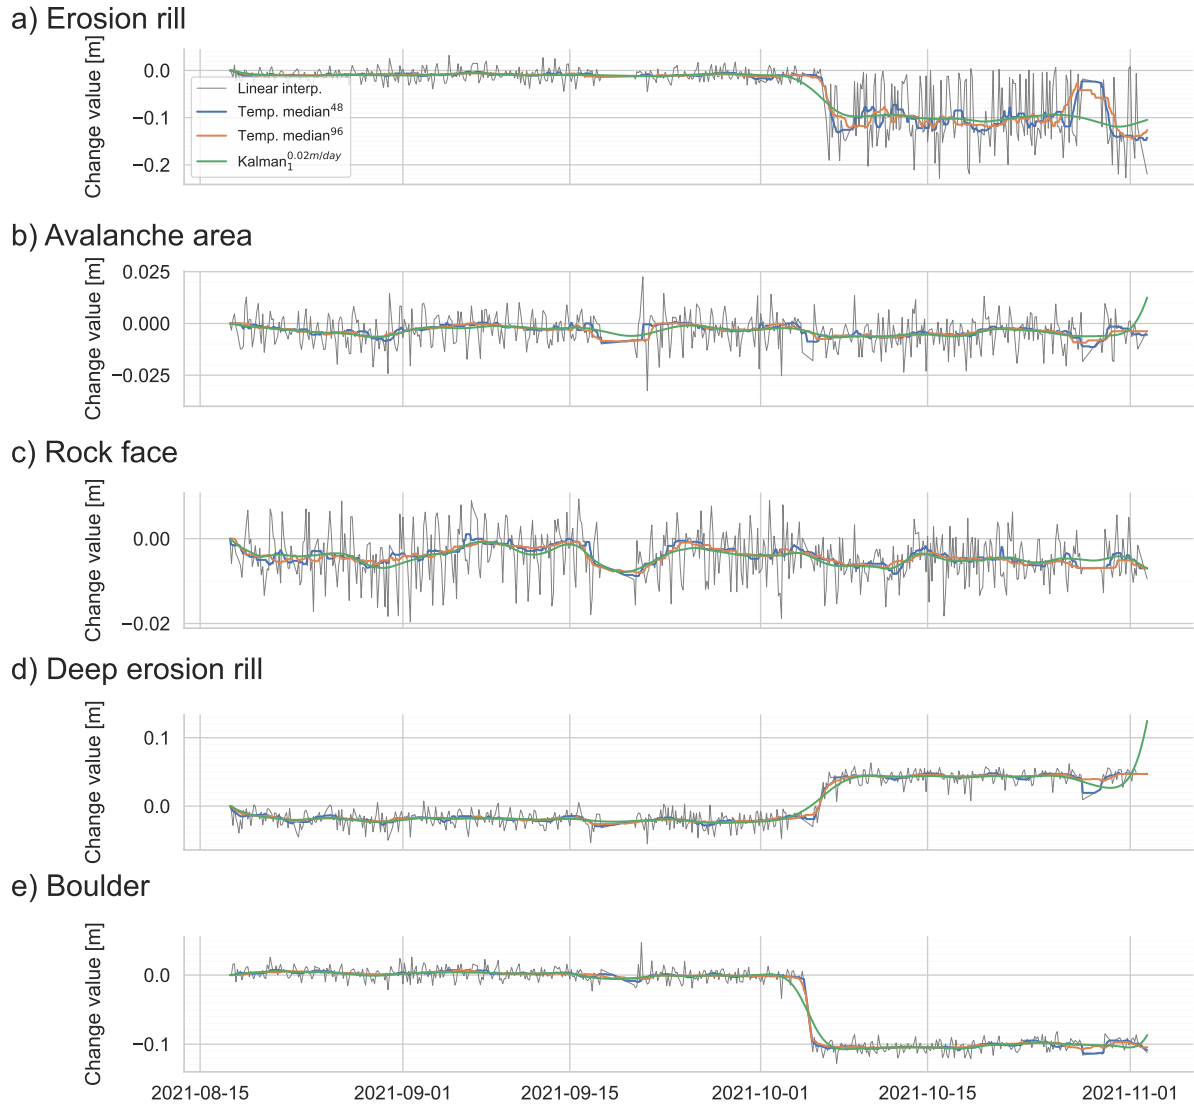 a) Erosion rill
Change value [m]
0.0
−0.1
−0.2
Linear interp.
Temp. median48
Temp. median96
Kalman0.02m/day1
b) Avalanche area
Change value [m]
0.025
0.000
−0.025
c) Rock face
Change value [m]
0.00
−0.02
d) Deep erosion rill
Change value [m]
0.1
0.0
e) Boulder
Change value [m]
0.0
−0.1
2021-08-15 2021-09-01 2021-09-15 2021-10-01 2021-10-15 2021-11-01